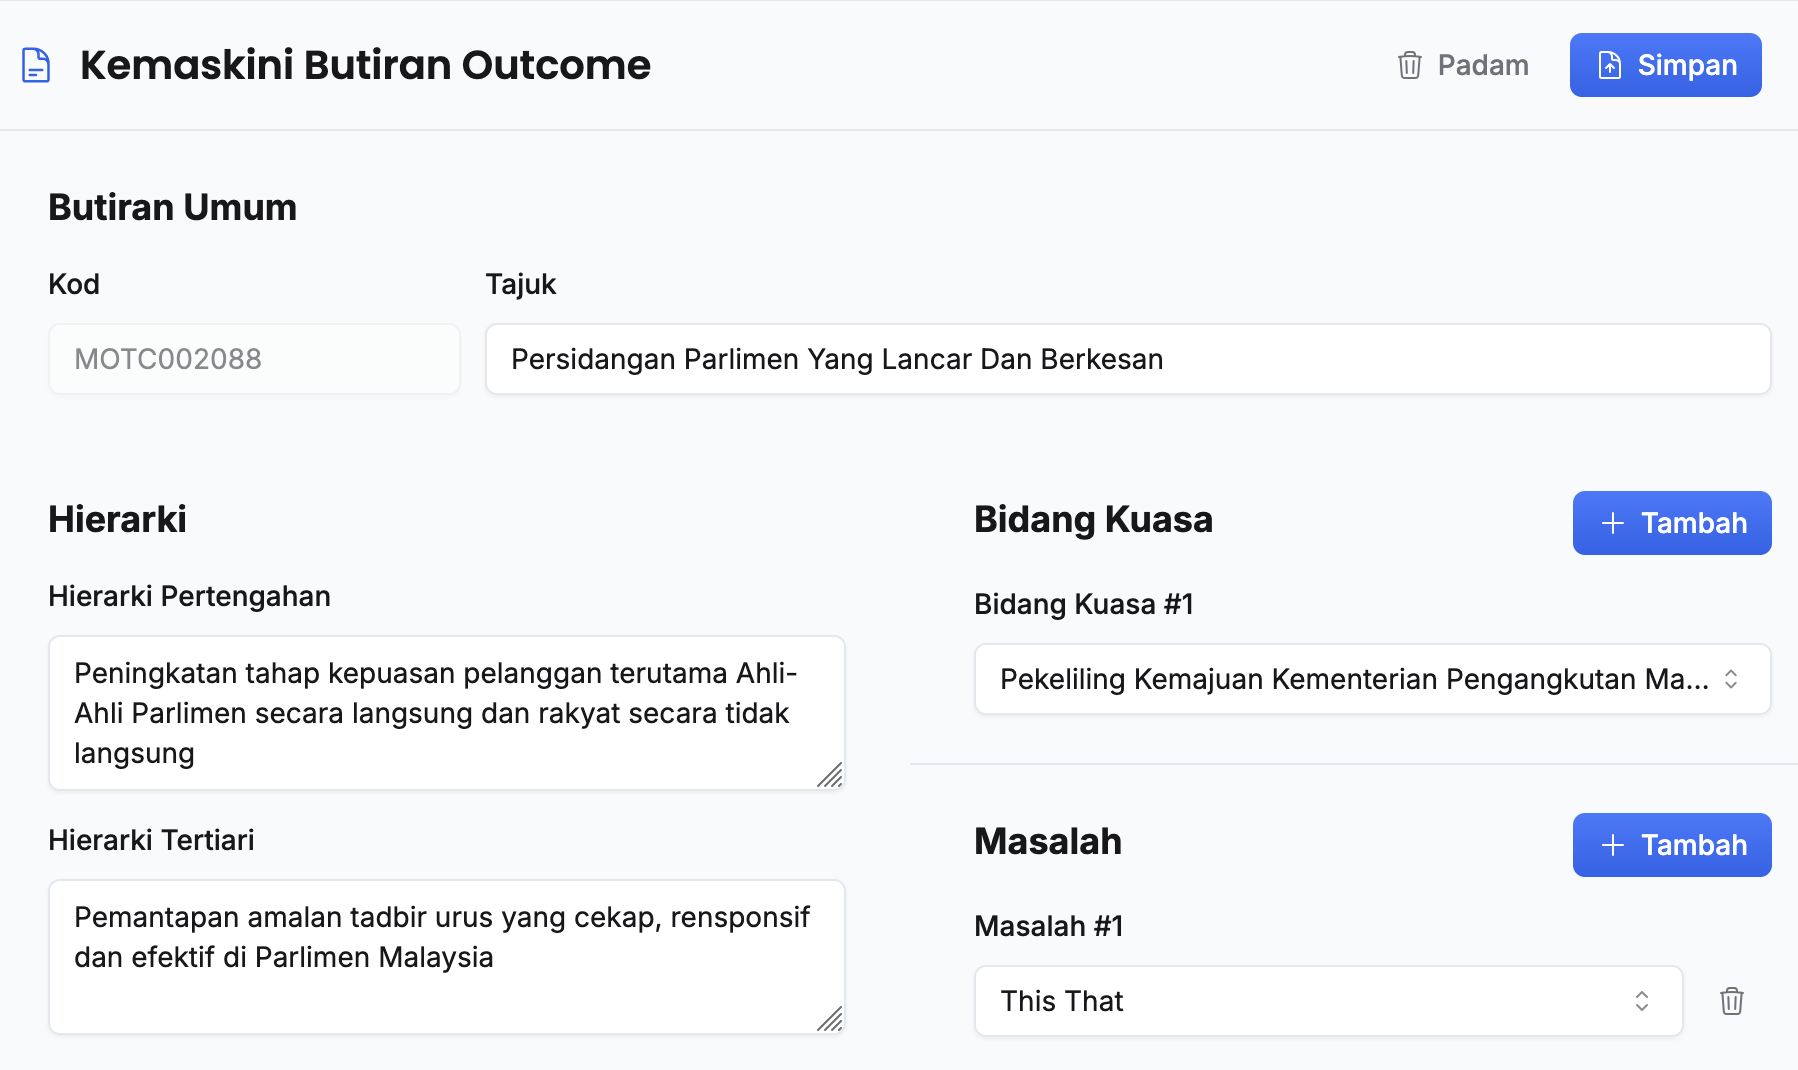 Kemaskini Butiran Outcome
Padam
Simpan
Butiran Umum
Kod
Tajuk
MOTC002088
Persidangan Parlimen Yang Lancar Dan Berkesan
Hierarki
Hierarki Pertengahan
Peningkatan tahap kepuasan pelanggan terutama Ahli-
Ahli Parlimen secara langsung dan rakyat secara tidak
langsung
Hierarki Tertiari
Pemantapan amalan tadbir urus yang cekap, rensponsif
dan efektif di Parlimen Malaysia
Bidang Kuasa
Tambah
Bidang Kuasa #1
Pekeliling Kemajuan Kementerian Pengangkutan Ma...
Masalah
Tambah
Masalah #1
This That